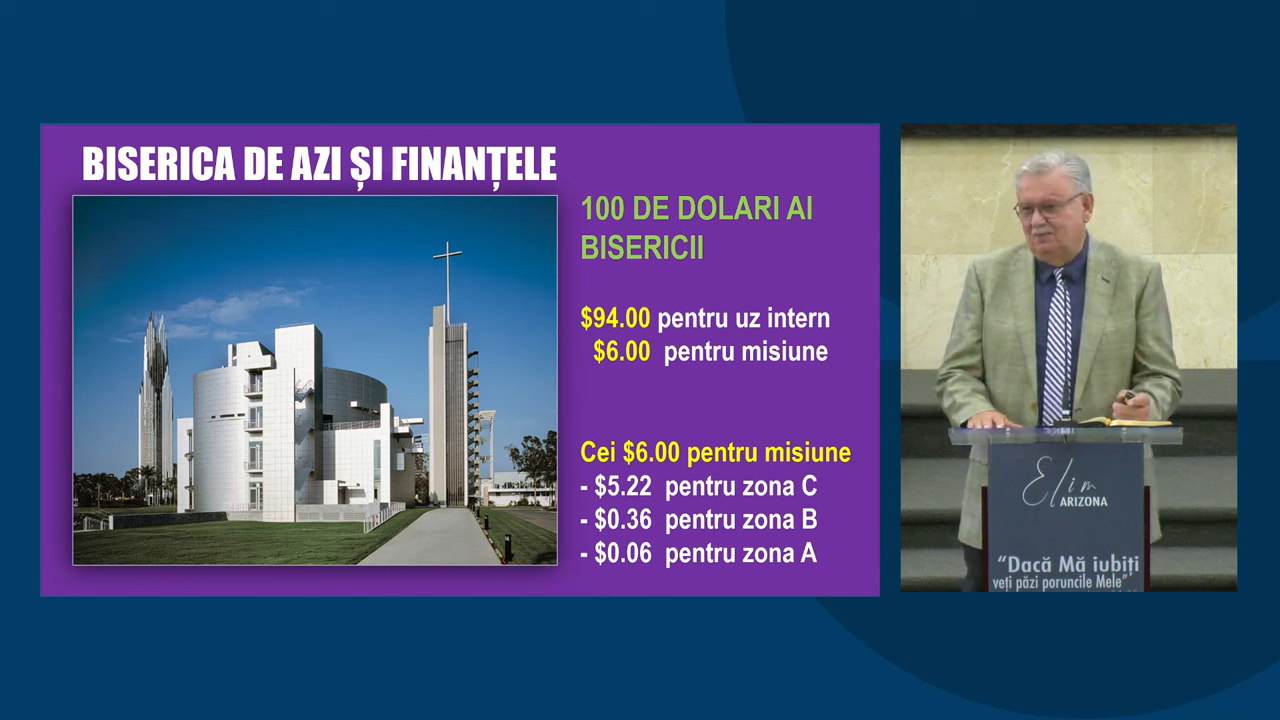 BISERICA DE AZI ȘI FINANȚELE
100 DE DOLARI AI
BISERICII
$94.00 pentru uz intern
$6.00 pentru misiune
Cei $6.00 pentru misiune
- $5.22 pentru zona C
- $0.36 pentru zona B
- $0.06 pentru zona A
Elim
ARIZONA
“Dacă Mă iubiți
veți păzi poruncile Mele”